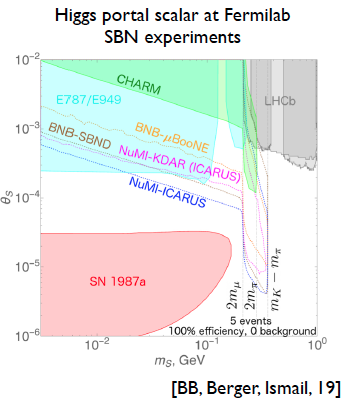 Higgs portal scalar at Fermilab
SBN experiments
10⁻²
CHARM
LHCb
E787/E949
10⁻³
BNB-SBND
BNB-μBooNE
NuMI-KDAR (ICARUS)
θ_S
10⁻⁴
NuMI-ICARUS
10⁻⁵
SN 1987a
2m_μ
2m_π
m_K − m_π
5 events
100% efficiency, 0 background
10⁻⁶
10⁻²
10⁻¹
10⁰
m_S, GeV
[BB, Berger, Ismail, 19]